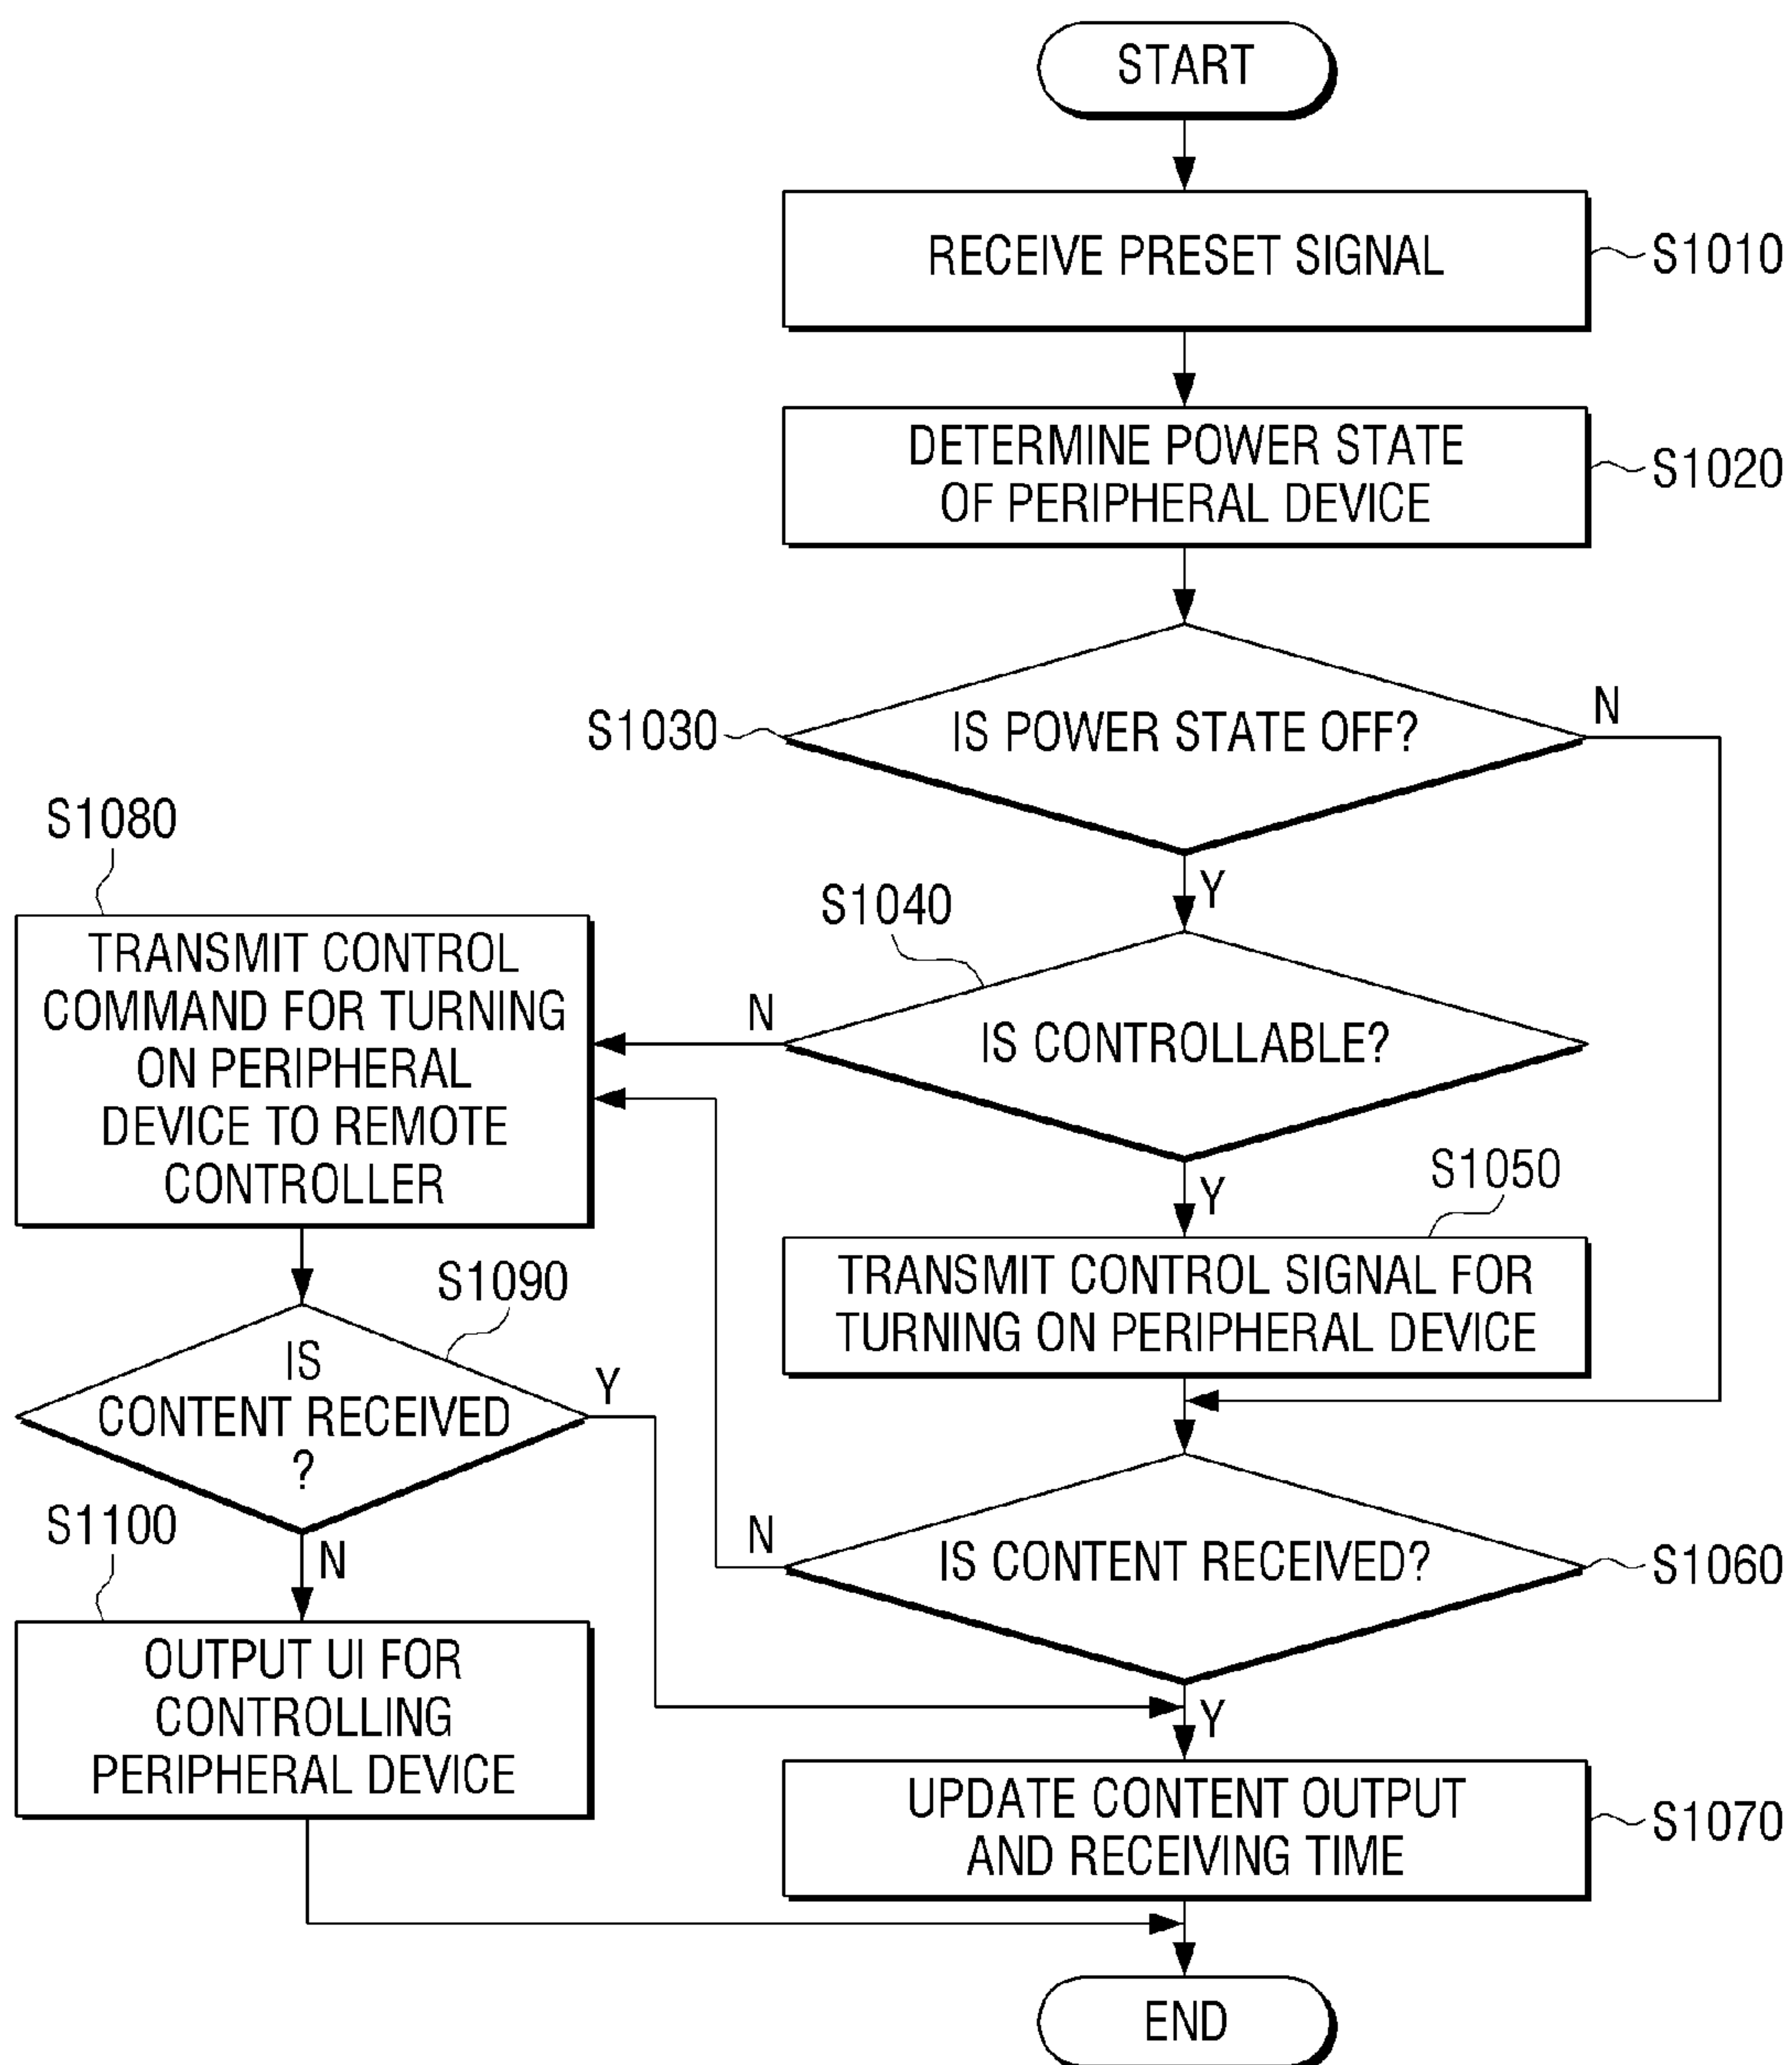 START
RECEIVE PRESET SIGNAL
S1010
DETERMINE POWER STATE
OF PERIPHERAL DEVICE
S1020
S1030
IS POWER STATE OFF?
N
Y
S1040
IS CONTROLLABLE?
N
Y
S1050
TRANSMIT CONTROL SIGNAL FOR
TURNING ON PERIPHERAL DEVICE
IS CONTENT RECEIVED?
S1060
N
Y
UPDATE CONTENT OUTPUT
AND RECEIVING TIME
S1070
S1080
TRANSMIT CONTROL
COMMAND FOR TURNING
ON PERIPHERAL
DEVICE TO REMOTE
CONTROLLER
S1090
IS
CONTENT RECEIVED
?
Y
N
S1100
OUTPUT UI FOR
CONTROLLING
PERIPHERAL DEVICE
END